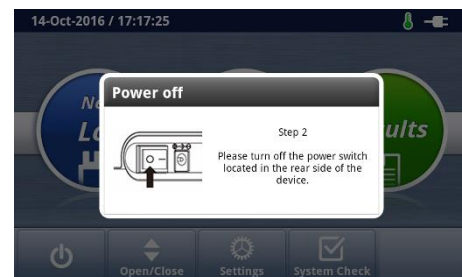 14-Oct-2016 / 17:17:25
Power off
Step 2
Please turn off the power switch
located in the rear side of the
device.
Open/Close
Settings
System Check